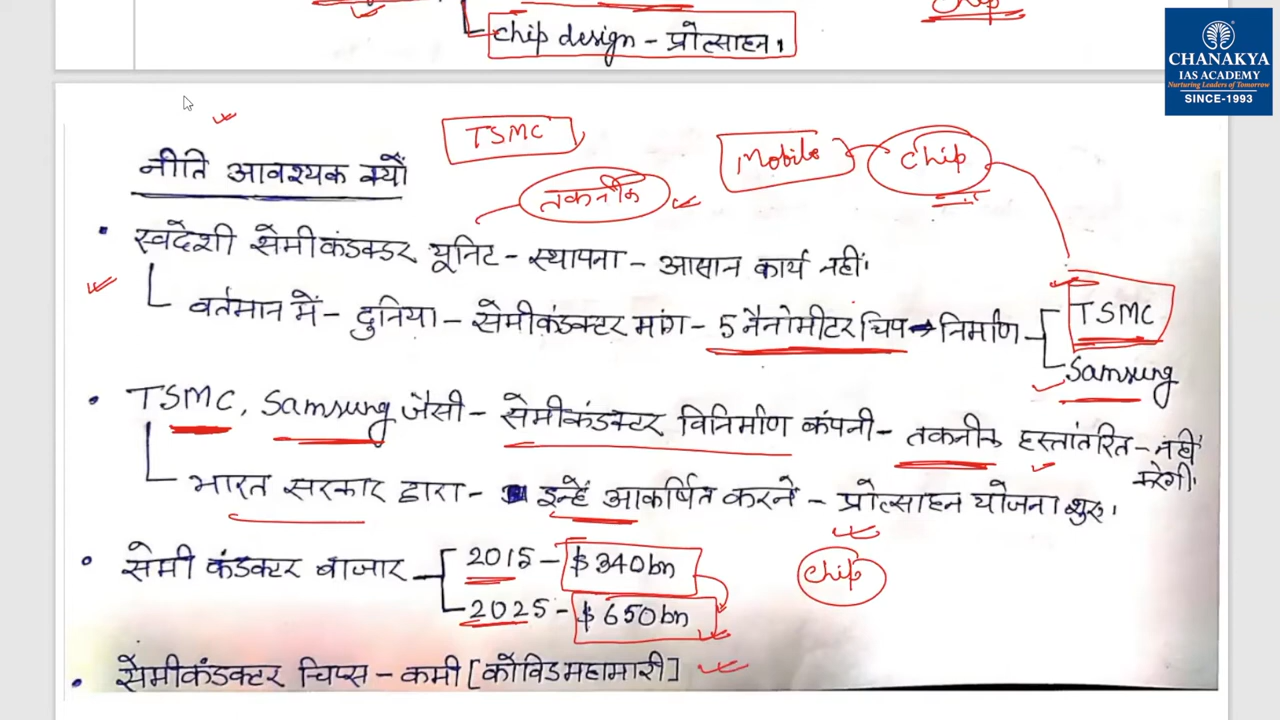 chip
chip design - प्रोत्साहन।
CHANAKYA
IAS ACADEMY
Nurturing Leaders of Tomorrow
SINCE-1993
TSMC
Mobile
chip
नीति आवश्यक क्यों
तकनीक
स्वदेशी सेमीकंडक्डर यूनिट - स्थापना - आसान कार्य नहीं।
वर्तमान में - दुनिया - सेमीकंडक्टर मांग - 5 नैनोमीटर चिप → निर्माण
TSMC
Samsung
TSMC, Samsung जैसी - सेमीकंडक्टर विनिर्माण कंपनी - तकनीक हस्तांतरित - नहीं
करेगी।
भारत सरकार द्वारा - इन्हें आकर्षित करने - प्रोत्साहन योजना शुरू।
chip
सेमी कंडक्टर बाजार
2015 - $340bn
2025 - $650bn
सेमीकंडक्टर चिप्स - कमी [कोविड महामारी]